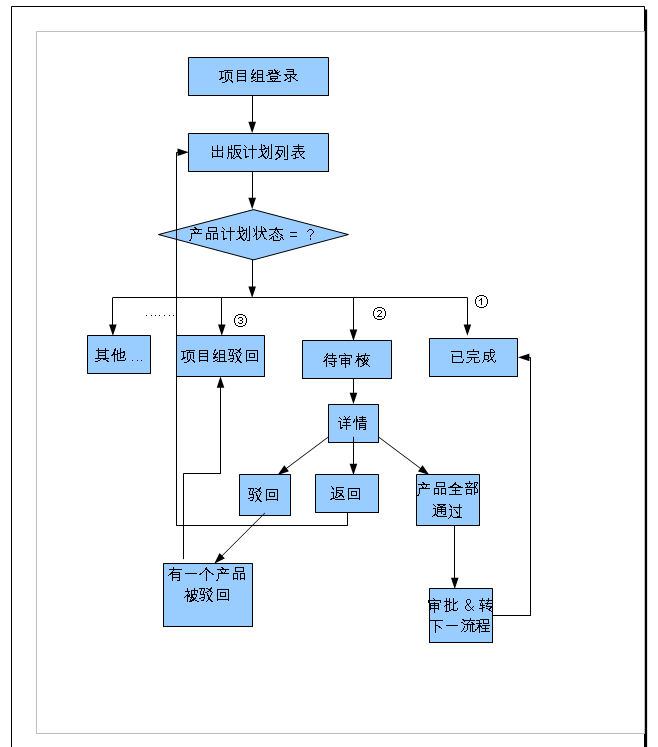 项目组登录
出版计划列表
产品计划状态 = ？
①
②
③
.......
其他 ...
项目组驳回
待审核
已完成
详情
驳回
返回
产品全部
通过
有一个产品
被驳回
审批 & 转
下一流程